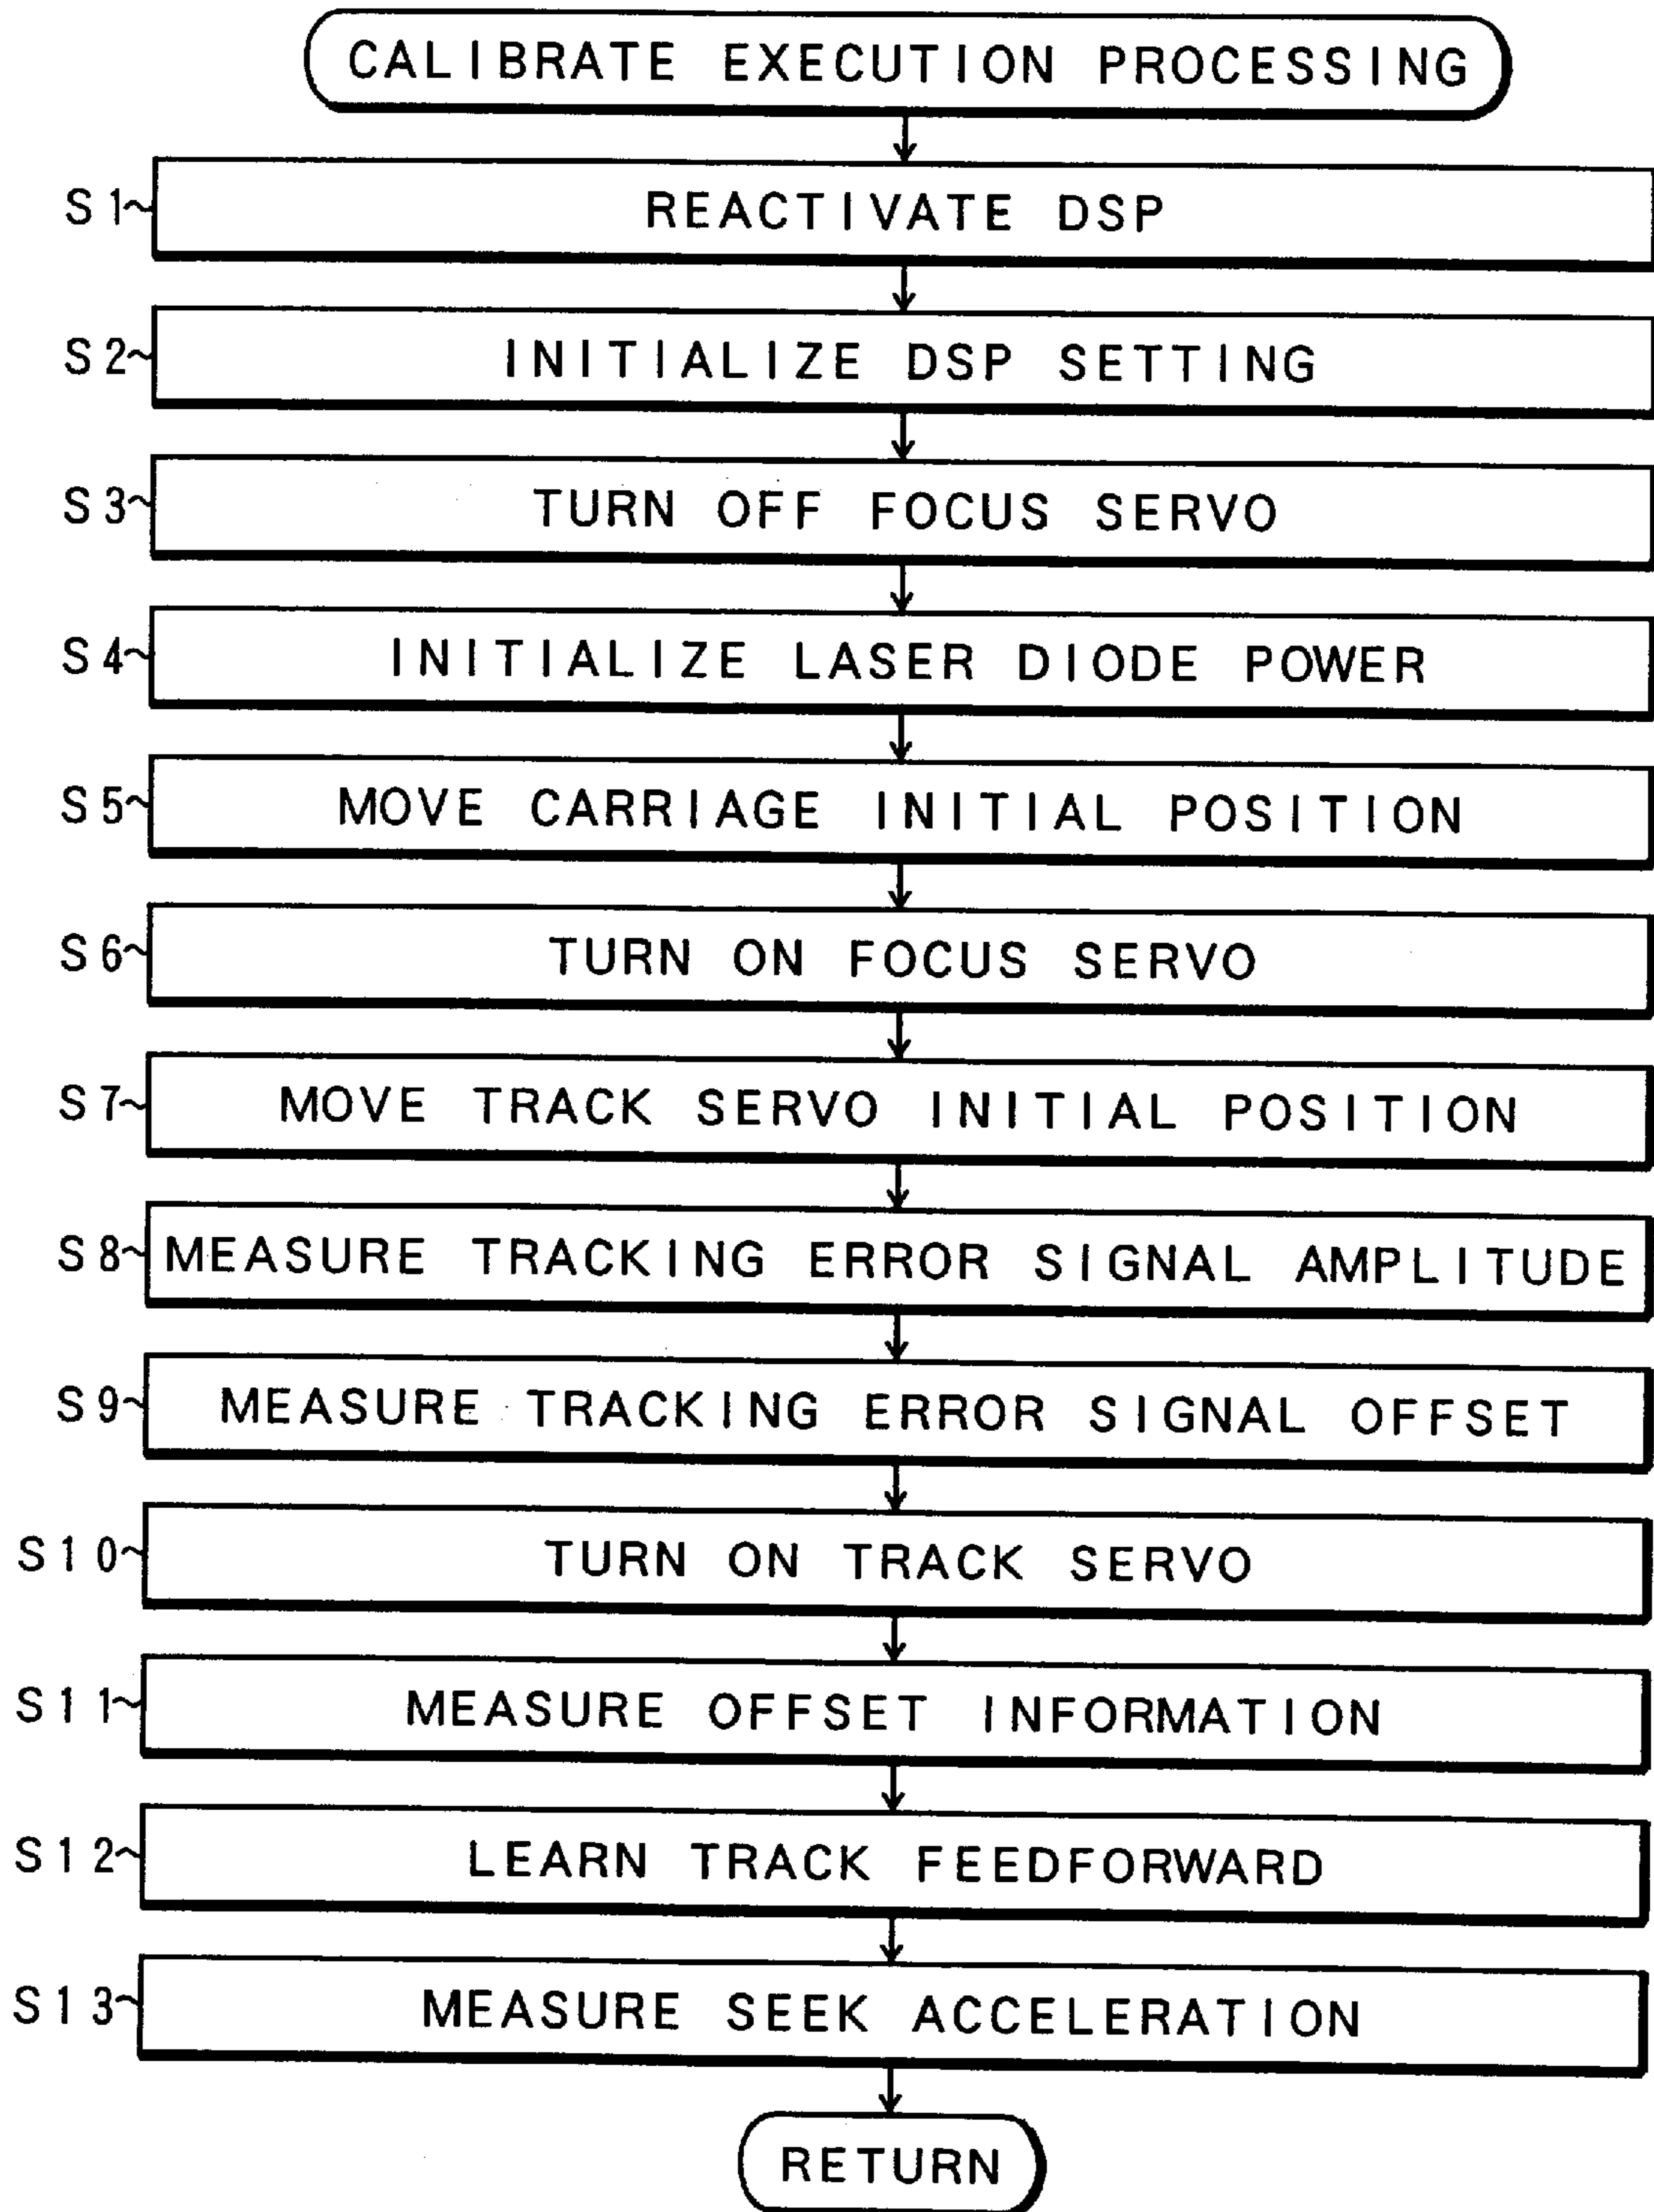 CALIBRATE EXECUTION PROCESSING
S1 REACTIVATE DSP
S2 INITIALIZE DSP SETTING
S3 TURN OFF FOCUS SERVO
S4 INITIALIZE LASER DIODE POWER
S5 MOVE CARRIAGE INITIAL POSITION
S6 TURN ON FOCUS SERVO
S7 MOVE TRACK SERVO INITIAL POSITION
S8 MEASURE TRACKING ERROR SIGNAL AMPLITUDE
S9 MEASURE TRACKING ERROR SIGNAL OFFSET
S10 TURN ON TRACK SERVO
S11 MEASURE OFFSET INFORMATION
S12 LEARN TRACK FEEDFORWARD
S13 MEASURE SEEK ACCELERATION
RETURN